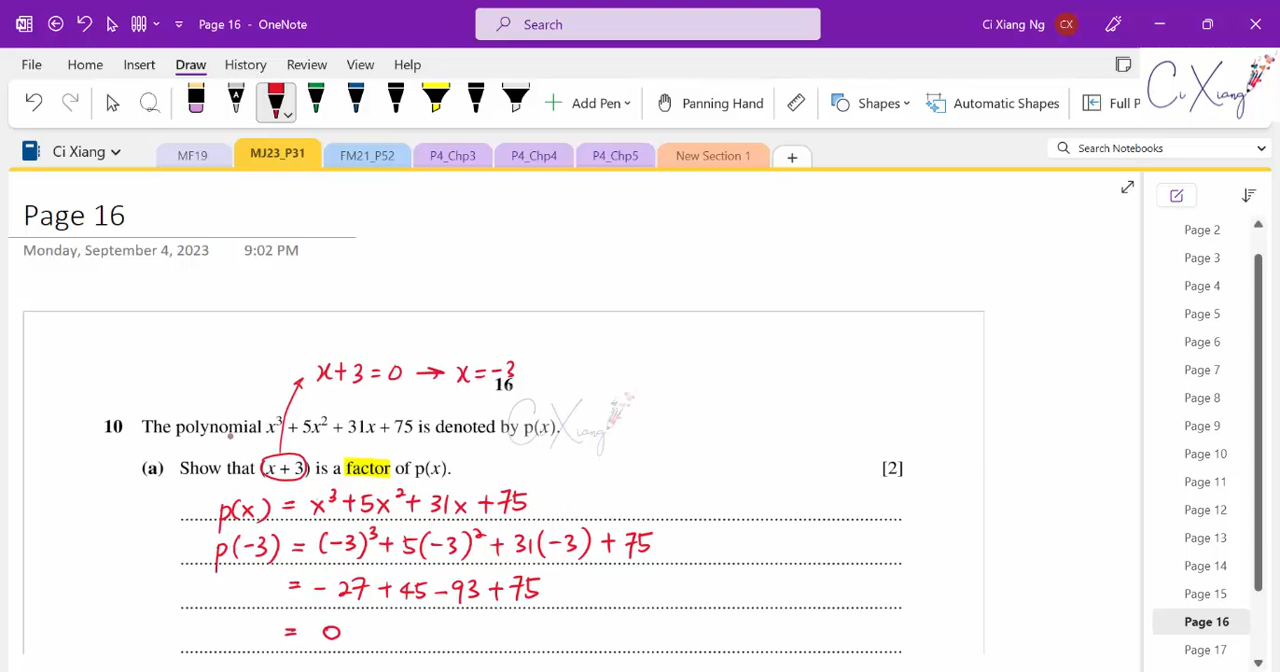 Page 16 - OneNote
Search
Ci Xiang Ng
CX
File Home Insert Draw History Review View Help
A
Add Pen
Panning Hand
Shapes
Automatic Shapes
Full P
Ci Xiang
Ci Xiang
MF19
MJ23_P31
FM21_P52
P4_Chp3
P4_Chp4
P4_Chp5
New Section 1
Search Notebooks
Page 16
Monday, September 4, 2023 9:02 PM
x+3=0 → x=-3
16
10 The polynomial x³ + 5x² + 31x + 75 is denoted by p(x).
Ci Xiang
(a) Show that (x + 3) is a factor of p(x). [2]
p(x) = x³+5x²+31x+75
p(-3) = (-3)³+5(-3)²+31(-3)+75
= -27+45-93+75
= 0
Page 2
Page 3
Page 4
Page 5
Page 6
Page 7
Page 8
Page 9
Page 10
Page 11
Page 12
Page 13
Page 14
Page 15
Page 16
Page 17